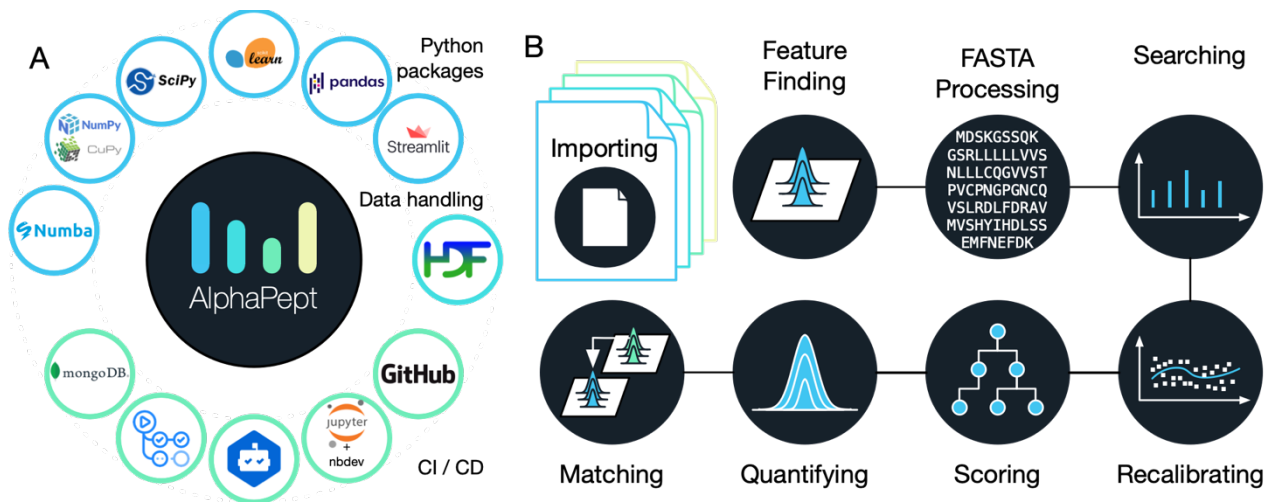 A
Python
packages
learn
SciPy
pandas
NumPy
CuPy
Streamlit
Data handling
Numba
HDF
AlphaPept
mongoDB.
GitHub
jupyter
+
nbdev
CI / CD
B
Importing
Feature
Finding
FASTA
Processing
MDSKGSSQK
GSRLLLLLVVS
NLLLCQGVVST
PVCPNGPGNCQ
VSLRDLFDRAV
MVSHYIHDLSS
EMFNEFDK
Searching
Matching
Quantifying
Scoring
Recalibrating